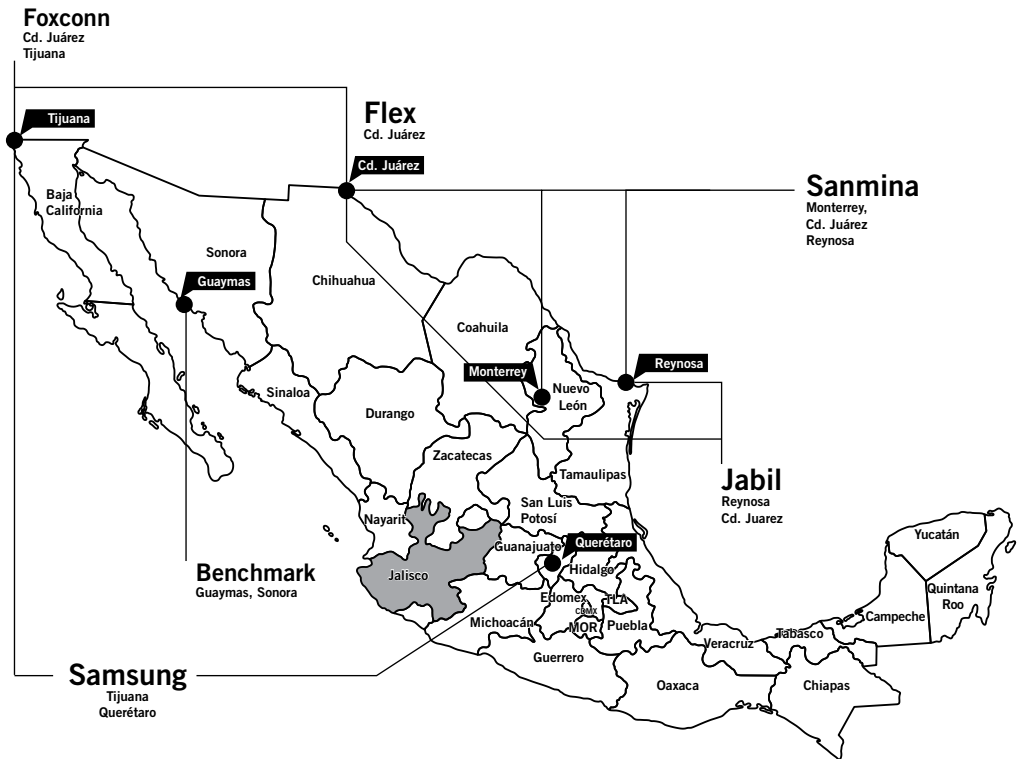 Foxconn
Cd. Juárez
Tijuana
Flex
Cd. Juárez
Tijuana
Cd. Juárez
Sanmina
Monterrey,
Cd. Juárez
Reynosa
Baja
California
Sonora
Guaymas
Chihuahua
Coahuila
Monterrey
Reynosa
Nuevo
León
Sinaloa
Durango
Zacatecas
Tamaulipas
Jabil
Reynosa
Cd. Juarez
San Luis
Potosí
Nayarit
Guanajuato
Querétaro
Hidalgo
Jalisco
Benchmark
Guaymas, Sonora
Edomex
TLA
CDMX
MOR
Puebla
Michoacán
Guerrero
Veracruz
Tabasco
Yucatán
Quintana
Roo
Campeche
Oaxaca
Chiapas
Samsung
Tijuana
Querétaro